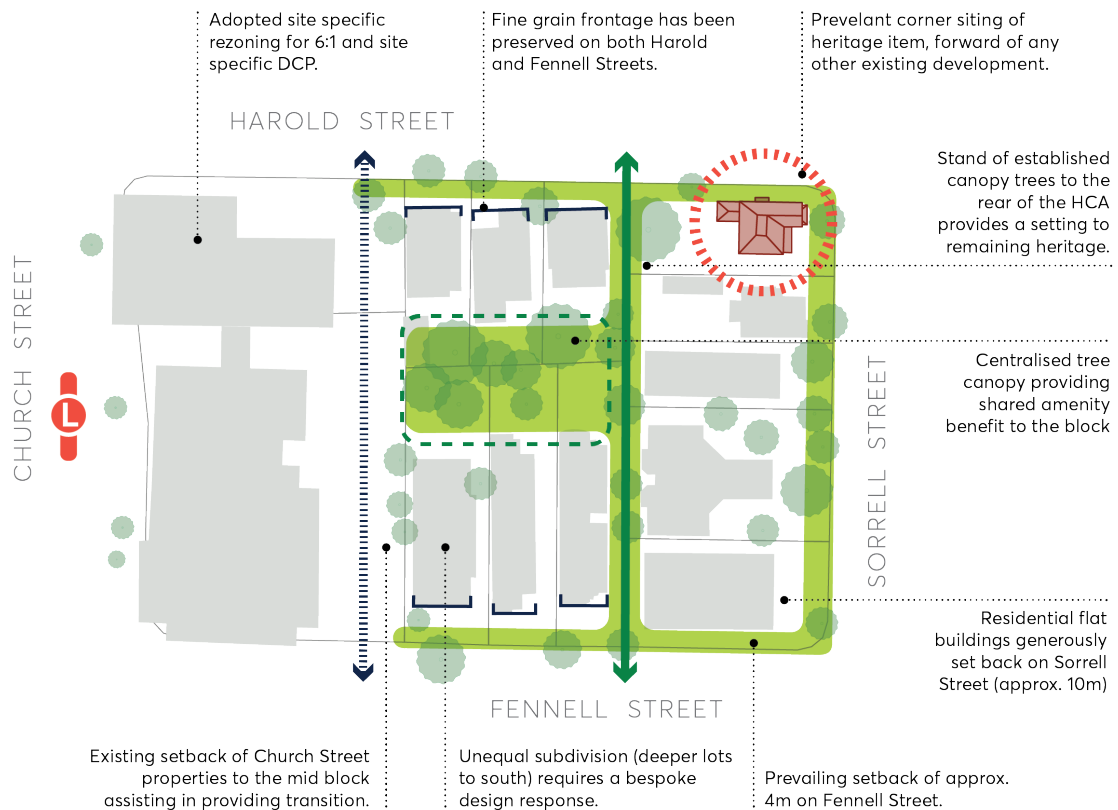 Adopted site specific
rezoning for 6:1 and site
specific DCP.
Fine grain frontage has been
preserved on both Harold
and Fennell Streets.
Prevelant corner siting of
heritage item, forward of any
other existing development.
HAROLD STREET
Stand of established
canopy trees to the
rear of the HCA
provides a setting to
remaining heritage.
CHURCH STREET
L
Centralised tree
canopy providing
shared amenity
benefit to the block
SORRELL STREET
Residential flat
buildings generously
set back on Sorrell
Street (approx. 10m)
FENNELL STREET
Existing setback of Church Street
properties to the mid block
assisting in providing transition.
Unequal subdivision (deeper lots
to south) requires a bespoke
design response.
Prevailing setback of approx.
4m on Fennell Street.